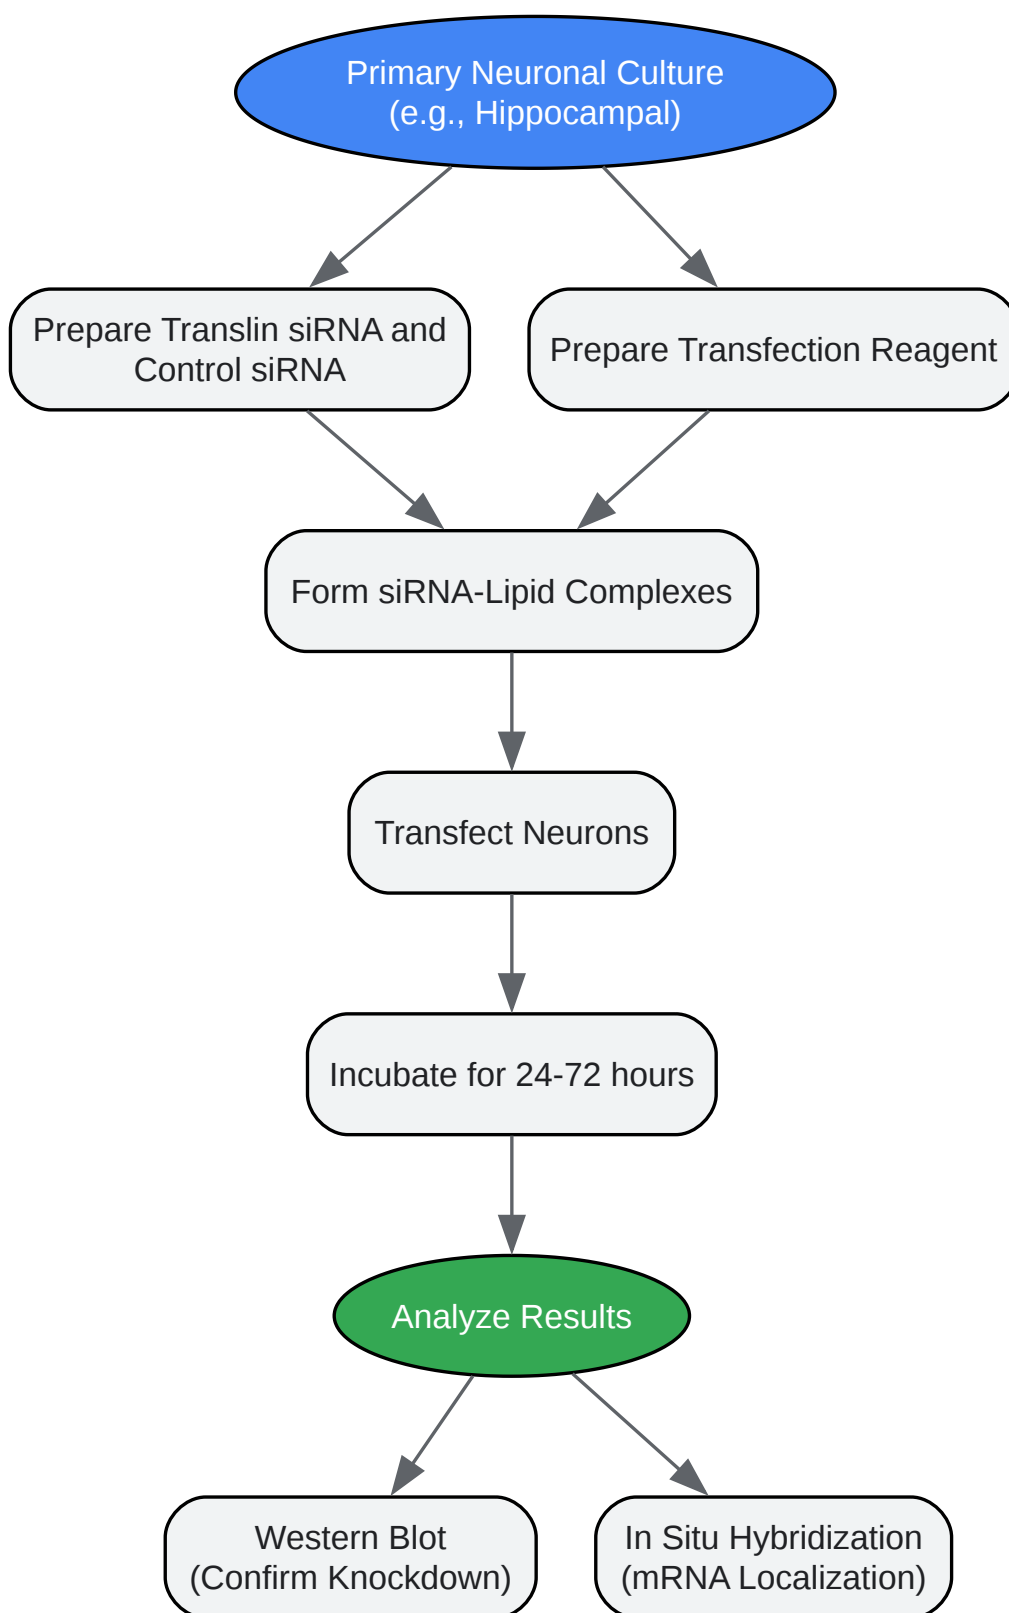 Primary Neuronal Culture
(e.g., Hippocampal)
Prepare Translin siRNA and
Control siRNA
Prepare Transfection Reagent
Form siRNA-Lipid Complexes
Transfect Neurons
Incubate for 24-72 hours
Analyze Results
Western Blot
(Confirm Knockdown)
In Situ Hybridization
(mRNA Localization)